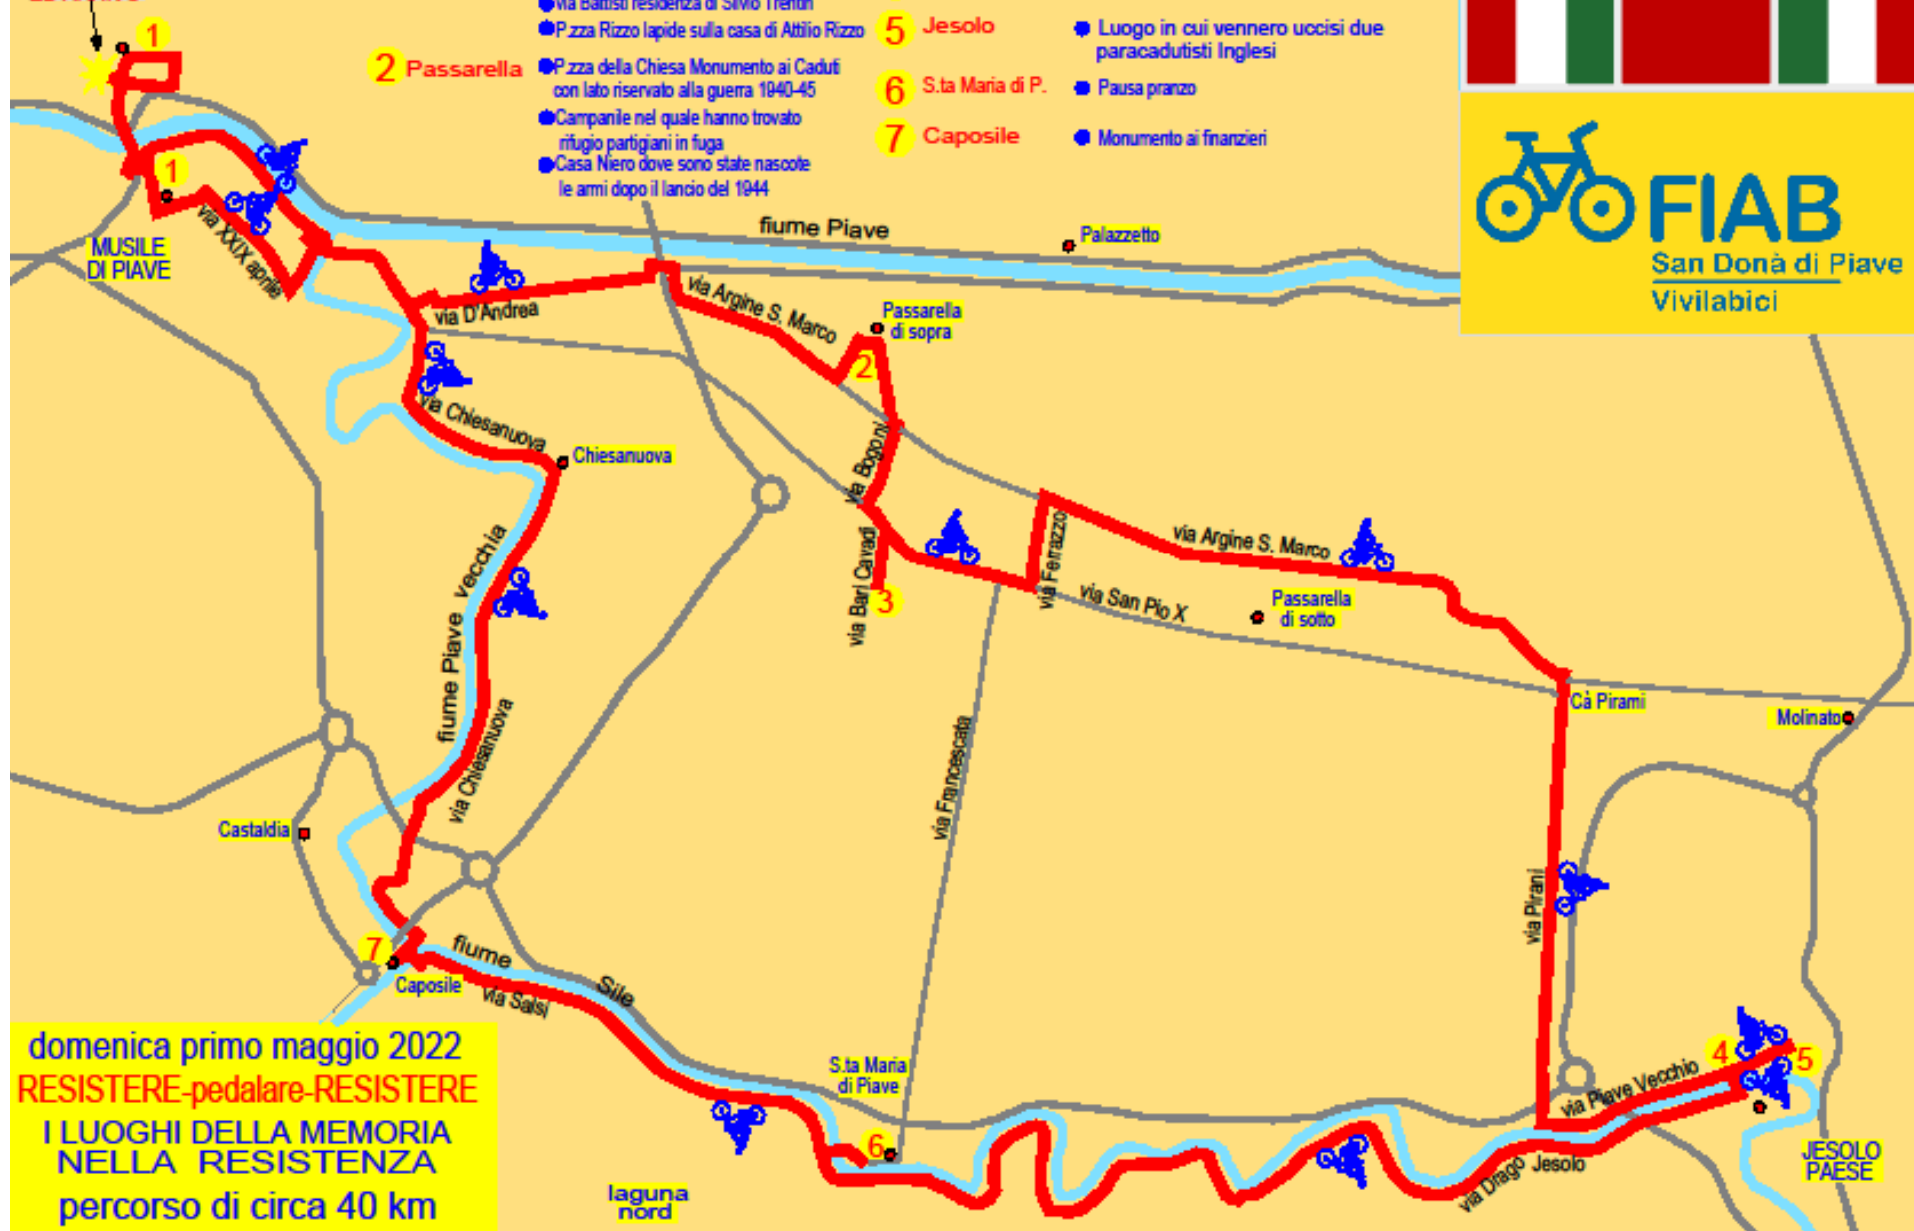 via Battisti residenza di Silvio Trentin
P.zza Rizzo lapide sulla casa di Attilio Rizzo
2 Passarella
P.zza della Chiesa Monumento ai Caduti
con lato riservato alla guerra 1940-45
Campanile nel quale hanno trovato
rifugio partigiani in fuga
Casa Niero dove sono state nascote
le armi dopo il lancio del 1944
5 Jesolo
Luogo in cui vennero uccisi due
paracadutisti Inglesi
6 S.ta Maria di P.
Pausa pranzo
7 Caposile
Monumento ai finanzieri
FIAB
San Donà di Piave
Vivilabici
1
1
MUSILE
DI PIAVE
via XXIX aprile
fiume Piave
Palazzetto
via D'Andrea
via Argine S. Marco
Passarella
di sopra
2
via Chiesanuova
Chiesanuova
via Bogoni
via Bari Cavadi
3
via Ferrazzo
via Argine S. Marco
via San Pio X
Passarella
di sotto
Cà Pirami
Molinato
fiume Piave vecchia
via Chiesanuova
via Francescata
Castaldia
via Pirani
7
Caposile
fiume Sile
via Salsi
S.ta Maria
di Piave
6
4
5
via Piave Vecchio
via Drago Jesolo
JESOLO
PAESE
laguna
nord
domenica primo maggio 2022
RESISTERE-pedalare-RESISTERE
I LUOGHI DELLA MEMORIA
NELLA RESISTENZA
percorso di circa 40 km